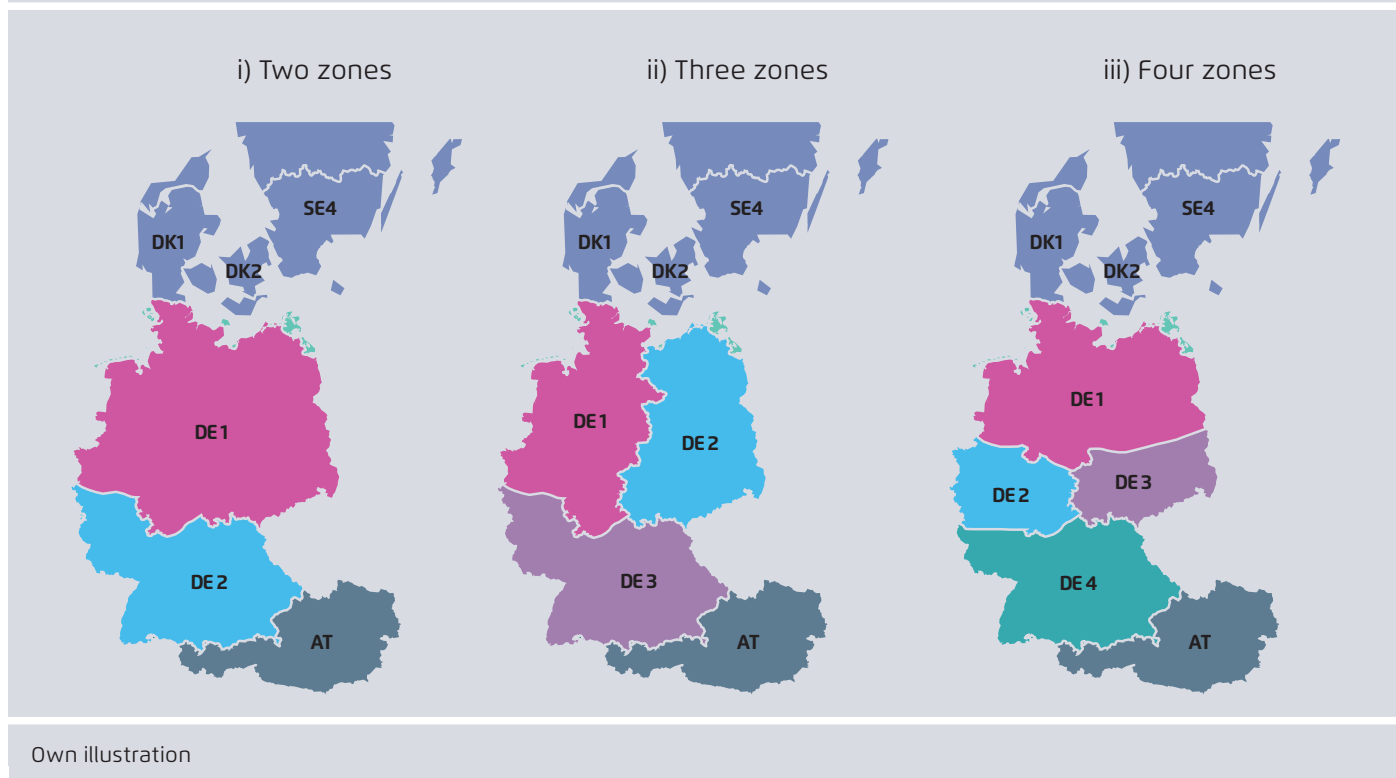 i) Two zones
ii) Three zones
iii) Four zones
SE4
DK1
DK2
DE1
DE2
AT
SE4
DK1
DK2
DE1
DE2
DE3
AT
SE4
DK1
DK2
DE1
DE2
DE3
DE4
AT
Own illustration